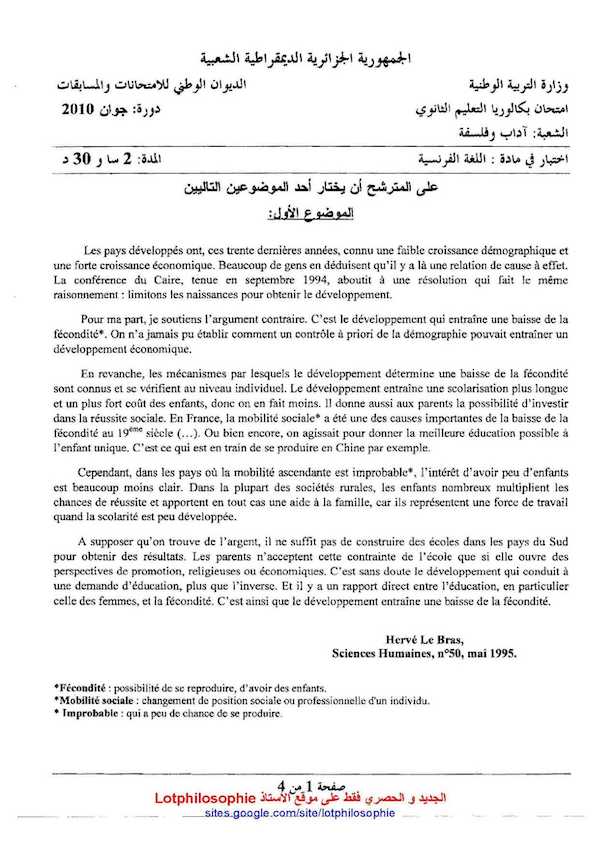 الجمهورية الجزائرية الديمقراطية الشعبية
وزارة التربية الوطنية
الديوان الوطني للامتحانات والمسابقات
امتحان بكالوريا التعليم الثانوي
دورة: جوان 2010
الشعبة: آداب وفلسفة
اختبار في مادة : اللغة الفرنسية
المدة: 2 سا و 30 د
على المترشح أن يختار أحد الموضوعين التاليين
الموضوع الأول:
Les pays développés ont, ces trente dernières années, connu une faible croissance démographique et
une forte croissance économique. Beaucoup de gens en déduisent qu'il y a là une relation de cause à effet.
La conférence du Caire, tenue en septembre 1994, aboutit à une résolution qui fait le même
raisonnement : limitons les naissances pour obtenir le développement.
Pour ma part, je soutiens l'argument contraire. C'est le développement qui entraîne une baisse de la
fécondité*. On n'a jamais pu établir comment un contrôle à priori de la démographie pouvait entraîner un
développement économique.
En revanche, les mécanismes par lesquels le développement détermine une baisse de la fécondité
sont connus et se vérifient au niveau individuel. Le développement entraîne une scolarisation plus longue
et un plus fort coût des enfants, donc on en fait moins. Il donne aussi aux parents la possibilité d'investir
dans la réussite sociale. En France, la mobilité sociale* a été une des causes importantes de la baisse de la
fécondité au 19ème siècle (…). Ou bien encore, on agissait pour donner la meilleure éducation possible à
l'enfant unique. C'est ce qui est en train de se produire en Chine par exemple.
Cependant, dans les pays où la mobilité ascendante est improbable*, l'intérêt d'avoir peu d'enfants
est beaucoup moins clair. Dans la plupart des sociétés rurales, les enfants nombreux multiplient les
chances de réussite et apportent en tout cas une aide à la famille, car ils représentent une force de travail
quand la scolarité est peu développée.
A supposer qu'on trouve de l'argent, il ne suffit pas de construire des écoles dans les pays du Sud
pour obtenir des résultats. Les parents n'acceptent cette contrainte de l'école que si elle ouvre des
perspectives de promotion, religieuses ou économiques. C'est sans doute le développement qui conduit à
une demande d'éducation, plus que l'inverse. Et il y a un rapport direct entre l'éducation, en particulier
celle des femmes, et la fécondité. C'est ainsi que le développement entraîne une baisse de la fécondité.
Hervé Le Bras,
Sciences Humaines, n°50, mai 1995.
*Fécondité : possibilité de se reproduire, d'avoir des enfants.
*Mobilité sociale : changement de position sociale ou professionnelle d'un individu.
* Improbable : qui a peu de chance de se produire.
صفحة 1 من 4
الجديد و الحصري فقط على موقع الأستاذ Lotphilosophie
sites.google.com/site/lotphilosophie